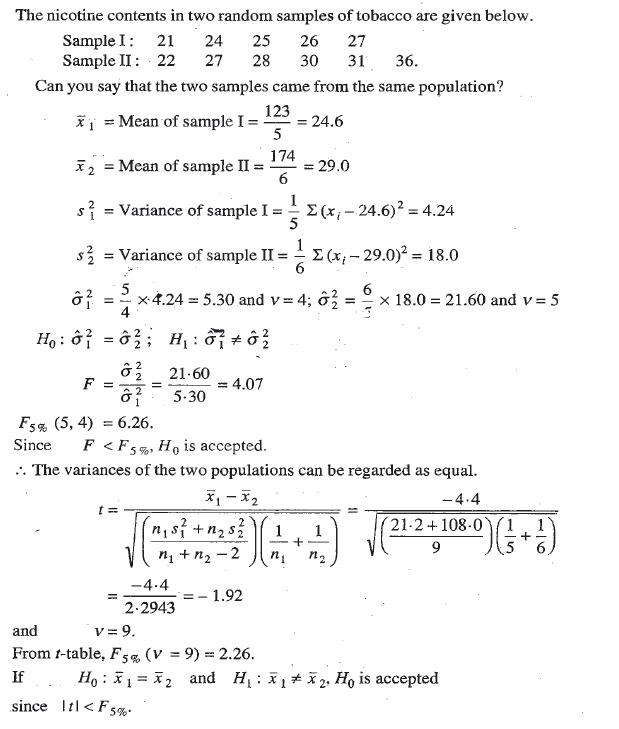 The nicotine contents in two random samples of tobacco are given below.
Sample I : 21 24 25 26 27
Sample II : 22 27 28 30 31 36.
Can you say that the two samples came from the same population?
x̄₁ = Mean of sample I = 123/5 = 24.6
x̄₂ = Mean of sample II = 174/6 = 29.0
s₁² = Variance of sample I = 1/5 Σ (xᵢ – 24.6)² = 4.24
s₂² = Variance of sample II = 1/6 Σ (xᵢ – 29.0)² = 18.0
σ̂₁² = 5/4 × 4.24 = 5.30 and ν = 4; σ̂₂² = 6/5 × 18.0 = 21.60 and ν = 5
H₀ : σ̂₁² = σ̂₂² ; H₁ : σ̂₁² ≠ σ̂₂²
F = σ̂₂²/σ̂₁² = 21·60/5·30 = 4.07
F₅% (5, 4) = 6.26.
Since F < F₅%, H₀ is accepted.
∴ The variances of the two populations can be regarded as equal.
t = (x̄₁ – x̄₂)/√((n₁s₁² + n₂s₂²)/(n₁ + n₂ – 2))(1/n₁ + 1/n₂) = –4·4/√((21·2 + 108·0)/9)(1/5 + 1/6)
= –4·4/2·2943 = – 1.92
and ν = 9.
From t-table, F₅% (ν = 9) = 2.26.
If H₀ : x̄₁ = x̄₂ and H₁ : x̄₁ ≠ x̄₂, H₀ is accepted
since |t| < F₅%.